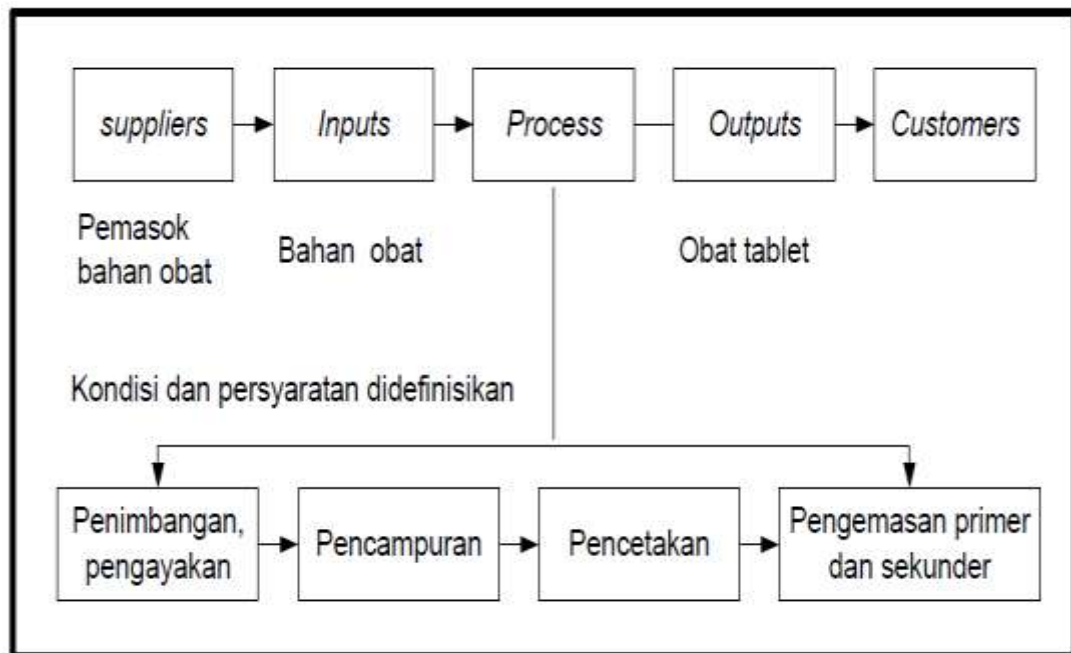 suppliers
Inputs
Process
Outputs
Customers
Pemasok
bahan obat
Bahan obat
Obat tablet
Kondisi dan persyaratan didefinisikan
Penimbangan,
pengayakan
Pencampuran
Pencetakan
Pengemasan primer
dan sekunder